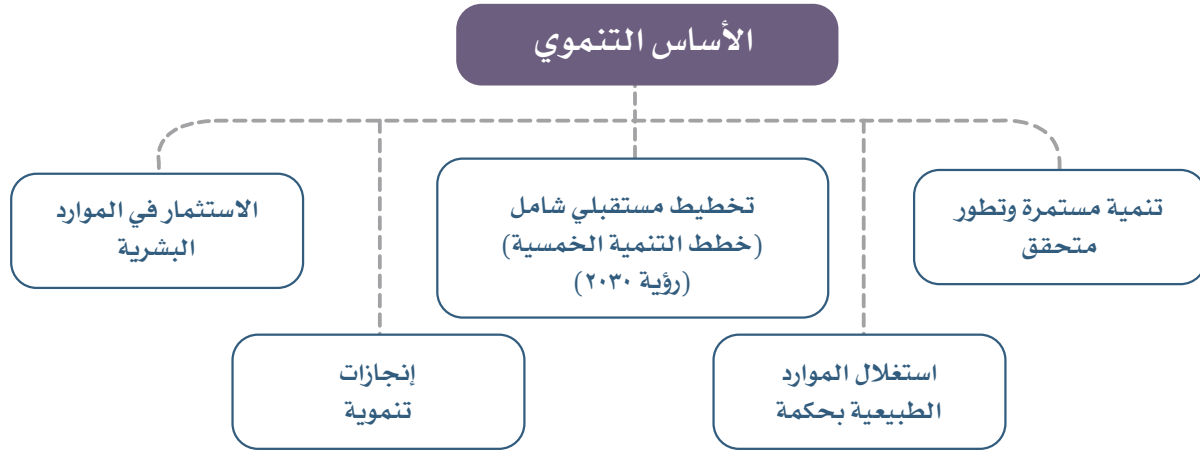 الأساس التنموي
تنمية مستمرة وتطور
متحقق
استغلال الموارد
الطبيعية بحكمة
تخطيط مستقبلي شامل
(خطط التنمية الخمسية)
(رؤية ٢٠٣٠)
إنجازات
تنموية
الاستثمار في الموارد
البشرية